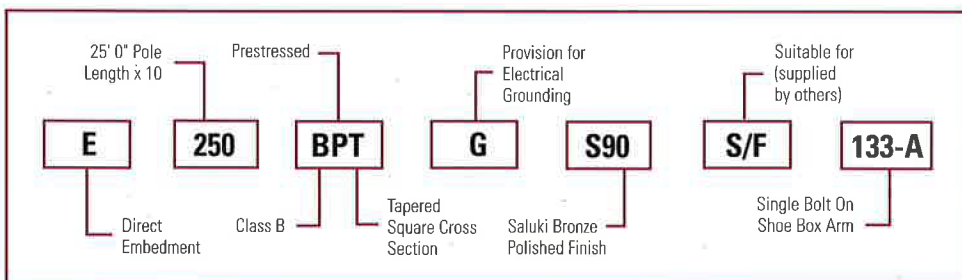 25' 0" Pole
Length x 10
Prestressed
Provision for
Electrical
Grounding
Suitable for
(supplied
by others)
E
250
BPT
G
S90
S/F
133-A
Direct
Embedment
Class B
Tapered
Square Cross
Section
Saluki Bronze
Polished Finish
Single Bolt On
Shoe Box Arm